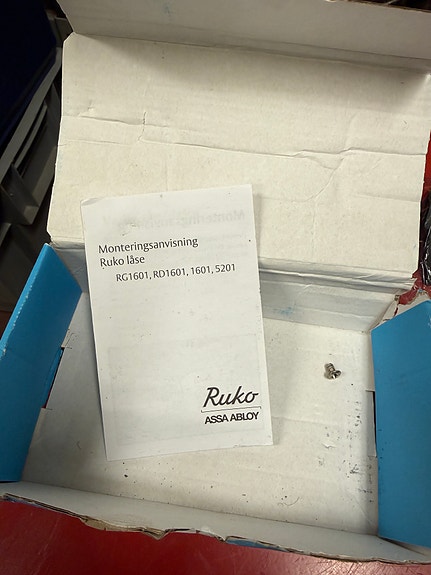 Monteringsanvisning
Ruko låse
RG1601, RD1601, 1601, 5201
Ruko
ASSA ABLOY